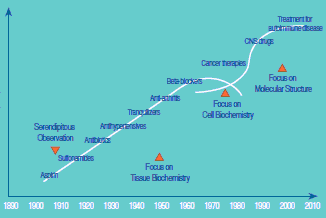 Treatment for
autoimmune disease
CNS drugs
Cancer therapies
Focus on
Molecular Structure
Beta-blockers
Anti-arthritis
Focus on
Cell Biochemistry
Tranquilizers
Serendipitous
Observation
Antihypertensives
Antibiotics
Sulfonamides
Focus on
Tissue Biochemistry
Aspirin
1890 1900 1910 1920 1930 1940 1950 1960 1970 1980 1990 2000 2010